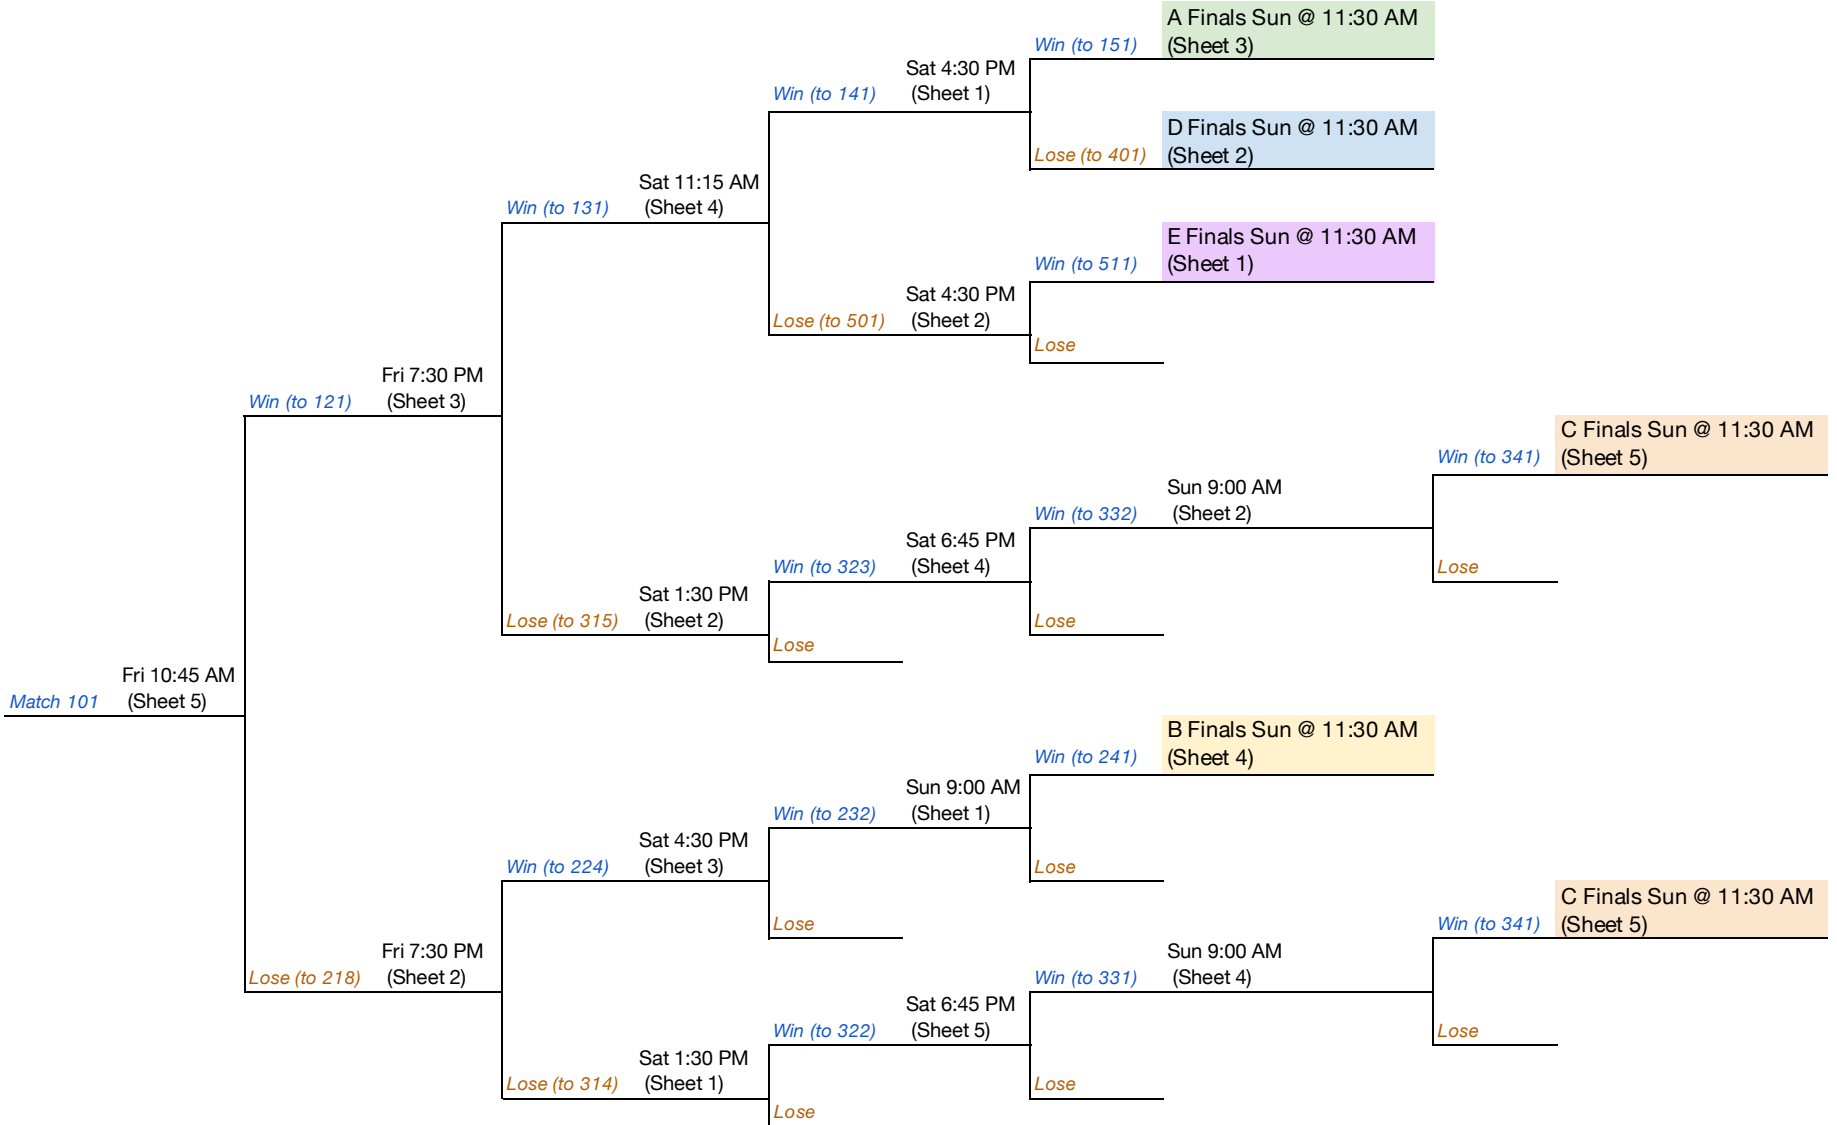 A Finals Sun @ 11:30 AM
Win (to 151)
(Sheet 3)
Sat 4:30 PM
Win (to 141)
(Sheet 1)
D Finals Sun @ 11:30 AM
Lose (to 401)
(Sheet 2)
Sat 11:15 AM
Win (to 131)
(Sheet 4)
E Finals Sun @ 11:30 AM
Win (to 511)
(Sheet 1)
Sat 4:30 PM
Lose (to 501)
(Sheet 2)
Lose
Fri 7:30 PM
Win (to 121)
(Sheet 3)
C Finals Sun @ 11:30 AM
Win (to 341)
(Sheet 5)
Sun 9:00 AM
Win (to 332)
(Sheet 2)
Sat 6:45 PM
Win (to 323)
(Sheet 4)
Lose
Sat 1:30 PM
Lose (to 315)
(Sheet 2)
Lose
Lose
Fri 10:45 AM
Match 101
(Sheet 5)
B Finals Sun @ 11:30 AM
Win (to 241)
(Sheet 4)
Sun 9:00 AM
Win (to 232)
(Sheet 1)
Sat 4:30 PM
Win (to 224)
(Sheet 3)
Lose
Lose
C Finals Sun @ 11:30 AM
Win (to 341)
(Sheet 5)
Fri 7:30 PM
Lose (to 218)
(Sheet 2)
Sun 9:00 AM
Win (to 331)
(Sheet 4)
Sat 6:45 PM
Win (to 322)
(Sheet 5)
Lose
Sat 1:30 PM
Lose (to 314)
(Sheet 1)
Lose
Lose